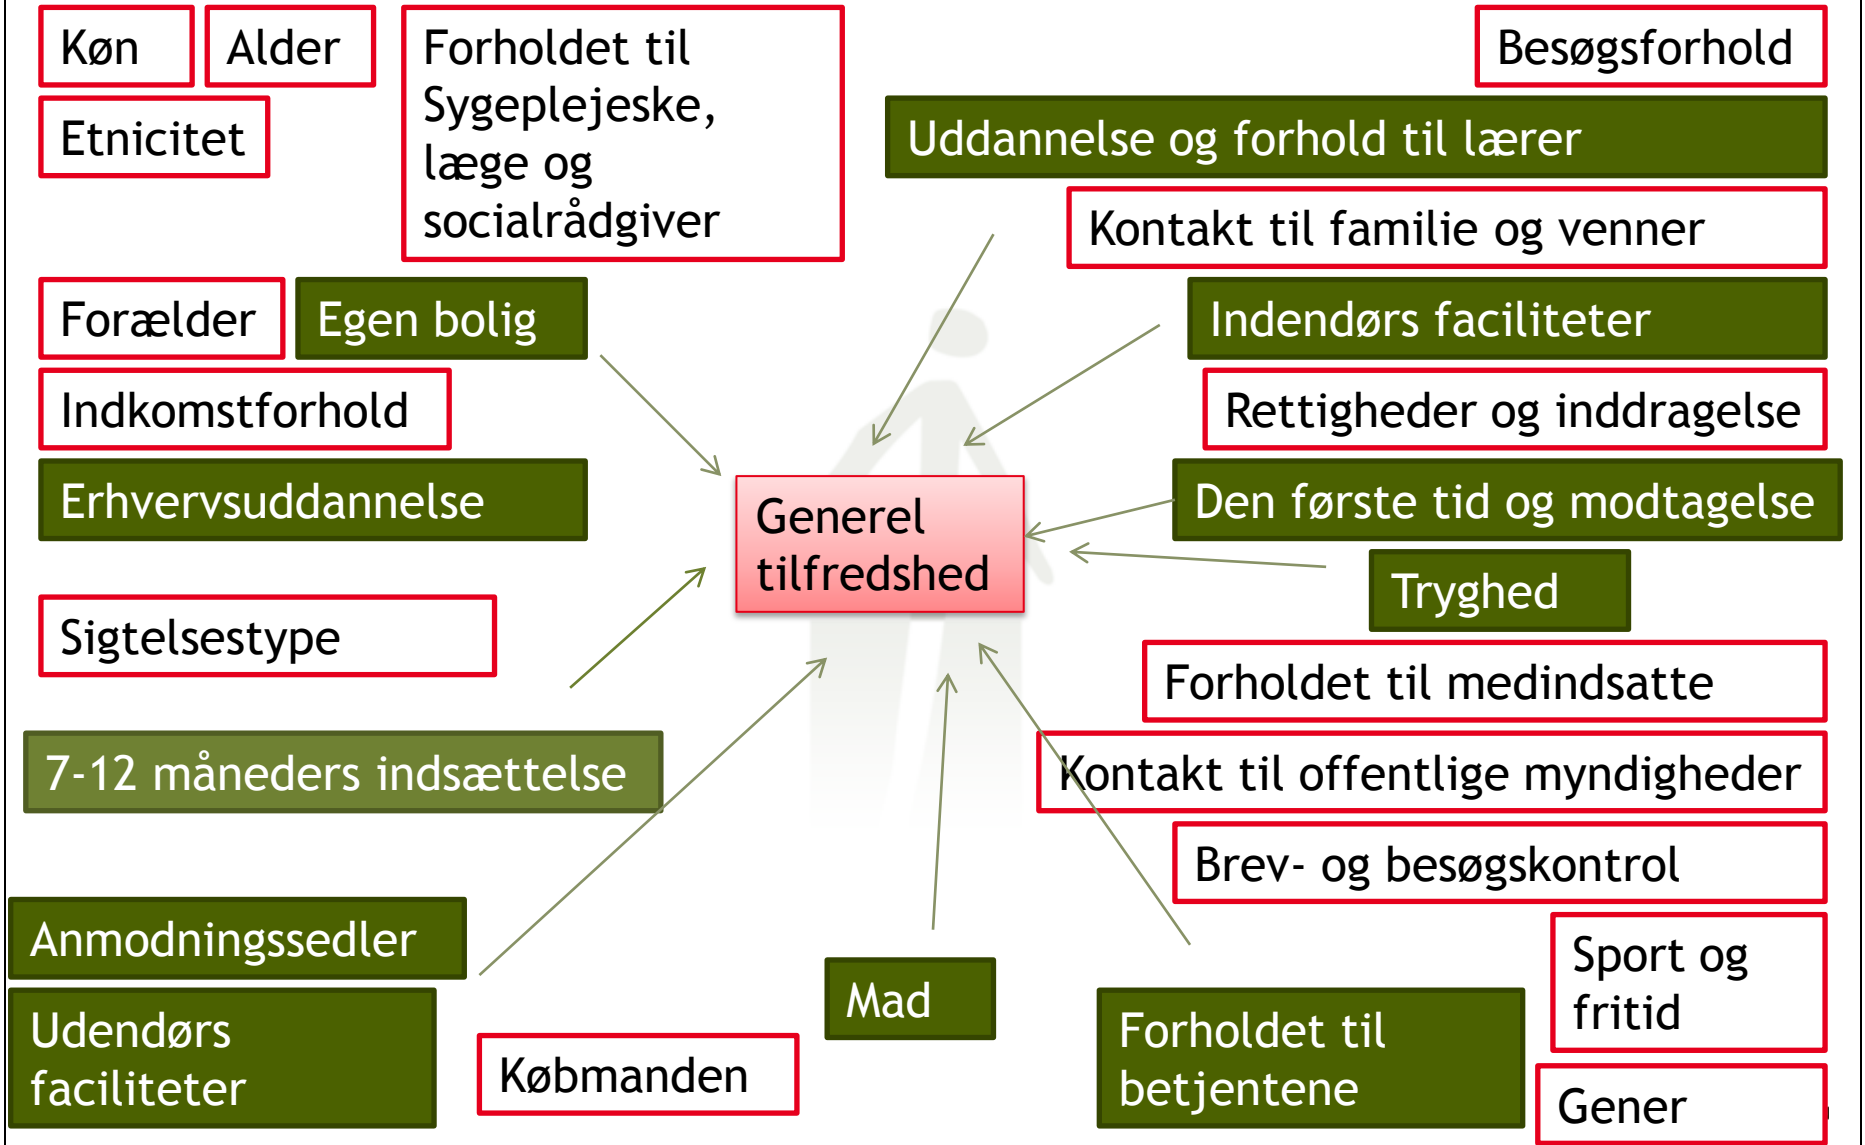 Køn
Alder
Forholdet til
Sygeplejeske,
læge og
socialrådgiver
Besøgsforhold
Etnicitet
Uddannelse og forhold til lærer
Kontakt til familie og venner
Forælder
Egen bolig
Indendørs faciliteter
Indkomstforhold
Rettigheder og inddragelse
Erhvervsuddannelse
Den første tid og modtagelse
Generel
tilfredshed
Tryghed
Sigtelsestype
Forholdet til medindsatte
7-12 måneders indsættelse
Kontakt til offentlige myndigheder
Brev- og besøgskontrol
Anmodningssedler
Sport og
fritid
Mad
Udendørs
faciliteter
Købmanden
Forholdet til
betjentene
Gener